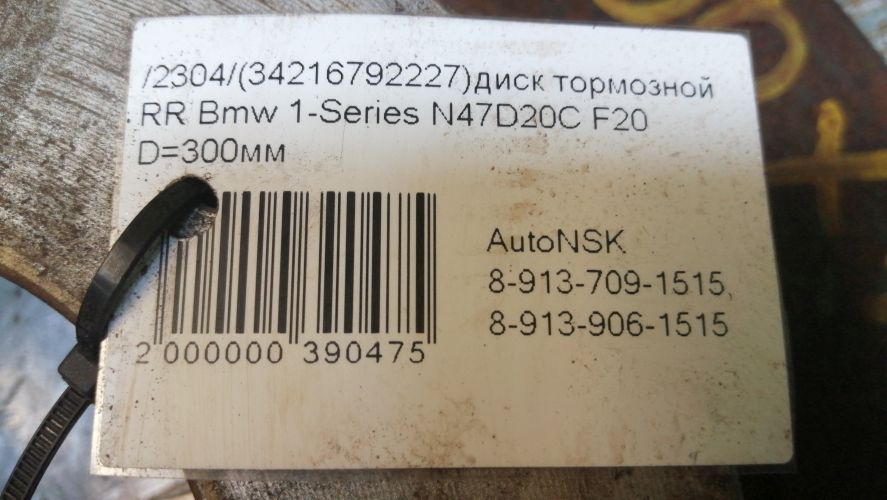 /2304/(34216792227)диск тормозной
RR Bmw 1-Series N47D20C F20
D=300мм
AutoNSK
8-913-709-1515,
8-913-906-1515
2 000000 390475